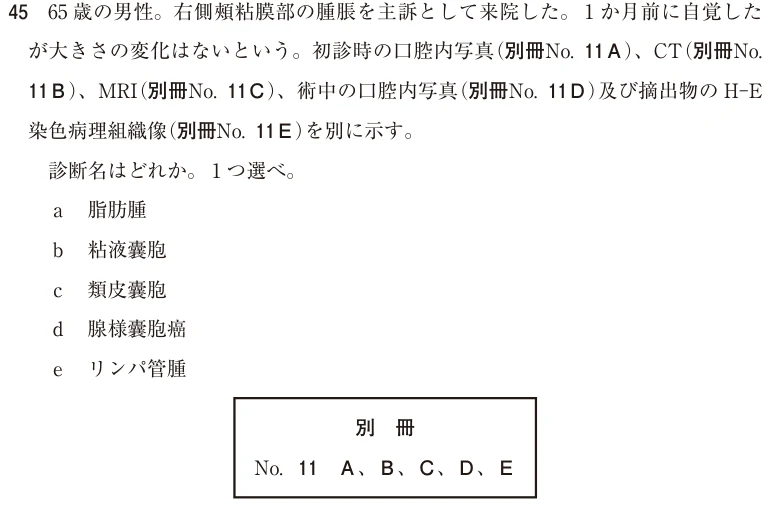 45　65歳の男性。右側頰粘膜部の腫脹を主訴として来院した。1か月前に自覚した
が大きさの変化はないという。初診時の口腔内写真(別冊No. 11A)、CT(別冊No.
11B)、MRI(別冊No. 11C)、術中の口腔内写真(別冊No. 11D)及び摘出物のH-E
染色病理組織像(別冊No. 11E)を別に示す。
診断名はどれか。1つ選べ。
a　脂肪腫
b　粘液囊胞
c　類皮囊胞
d　腺様囊胞癌
e　リンパ管腫
別　冊
No. 11　A、B、C、D、E